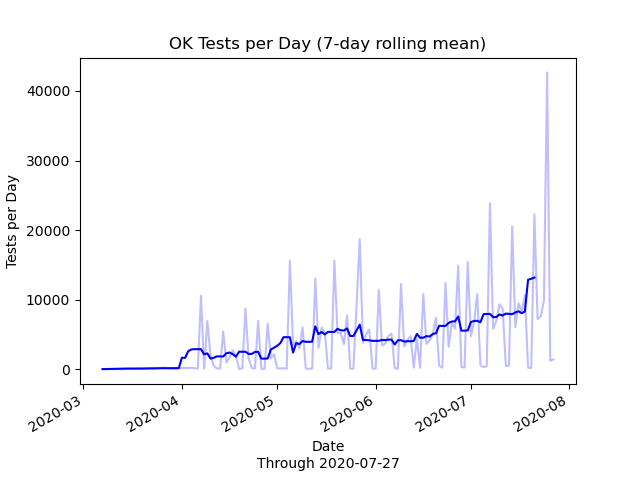 OK Tests per Day (7-day rolling mean)
40000
30000
20000
10000
0
Tests per Day
2020-03
2020-04
2020-05
2020-06
2020-07
2020-08
Date
Through 2020-07-27